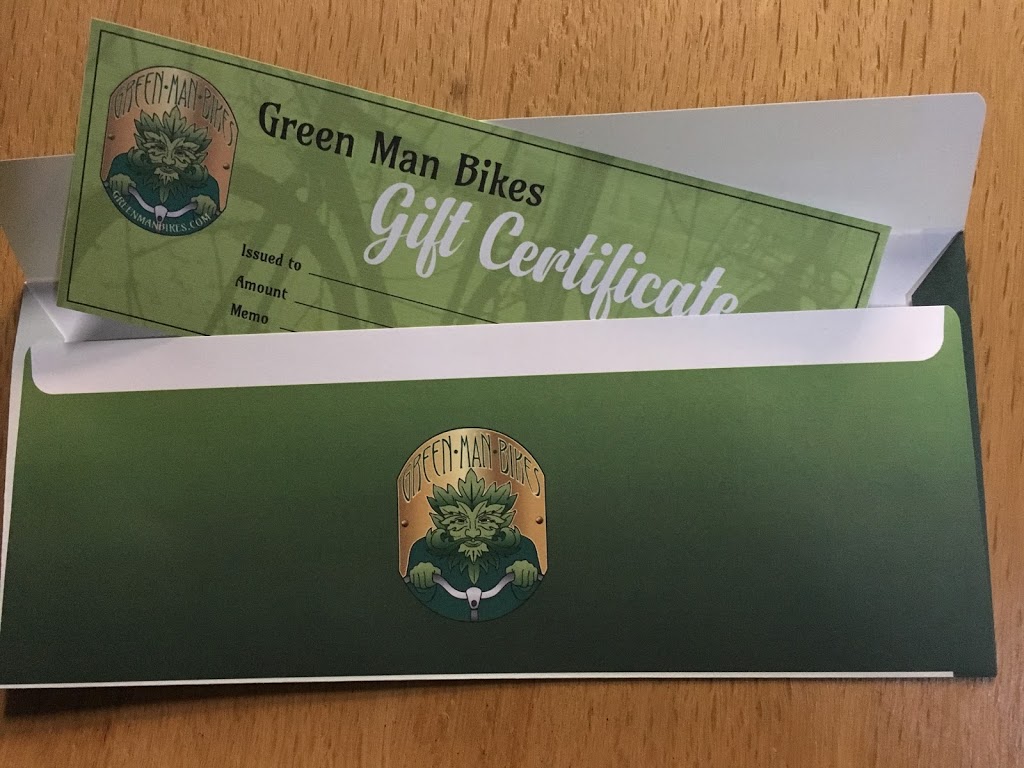 GREEN·MAN·BIKES
GREENMANBIKES.COM
Green Man Bikes
Gift Certificate
Issued to
Amount
Memo
GREEN·MAN·BIKES